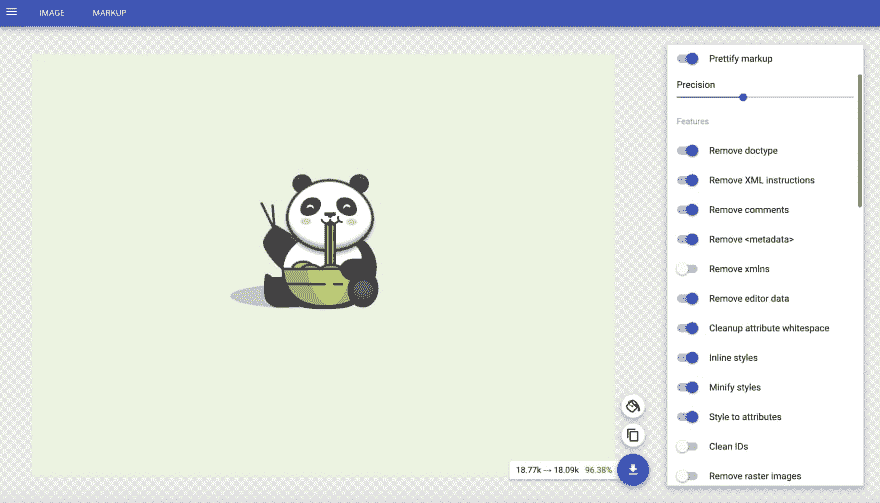 IMAGE MARKUP
Prettify markup
Precision
Features
Remove doctype
Remove XML instructions
Remove comments
Remove <metadata>
Remove xmlns
Remove editor data
Cleanup attribute whitespace
Inline styles
Minify styles
Style to attributes
Clean IDs
Remove raster images
18.77k → 18.09k 96.38%